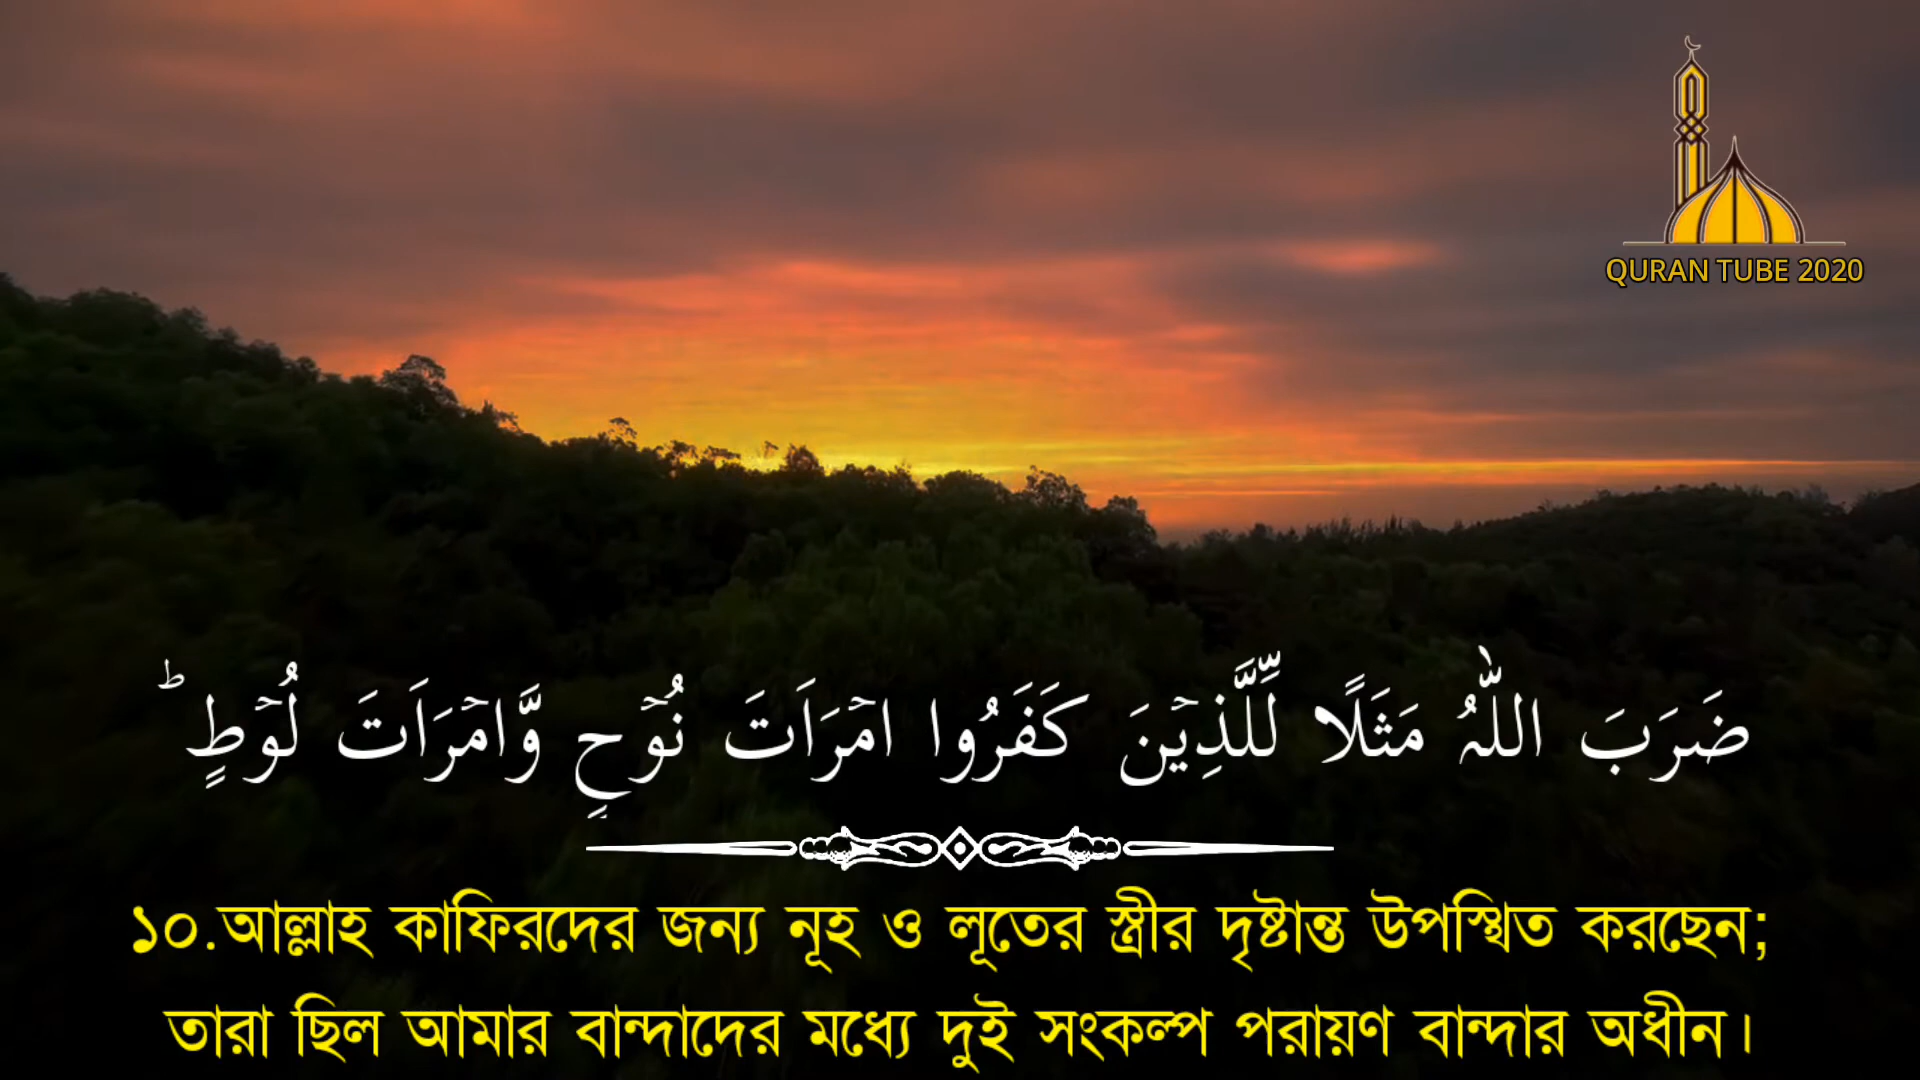 QURAN TUBE 2020
ضَرَبَ اللّٰہُ مَثَلًا لِّلَّذِیۡنَ کَفَرُوا امۡرَاَتَ نُوۡحٍ وَّامۡرَاَتَ لُوۡطٍ ؕ
১০.আল্লাহ কাফিরদের জন্য নূহ ও লূতের স্ত্রীর দৃষ্টান্ত উপস্থিত করছেন;
তারা ছিল আমার বান্দাদের মধ্যে দুই সংকল্প পরায়ণ বান্দার অধীন।